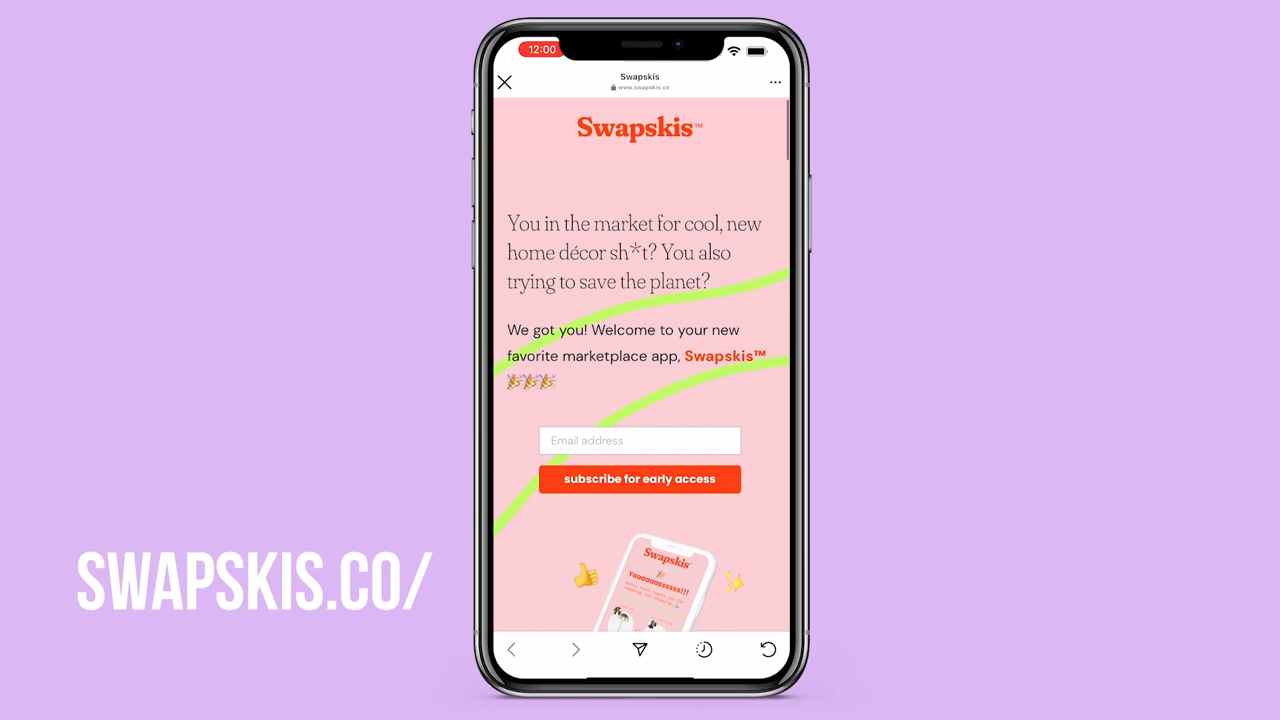 12:00
Swapskis
www.swapskis.co
Swapskis™
You in the market for cool, new
home décor sh*t? You also
trying to save the planet?
We got you! Welcome to your new
favorite marketplace app, Swapskis™
Email address
subscribe for early access
Swapskis
Yaaaaassssss!!!
SWAPSKIS.CO/